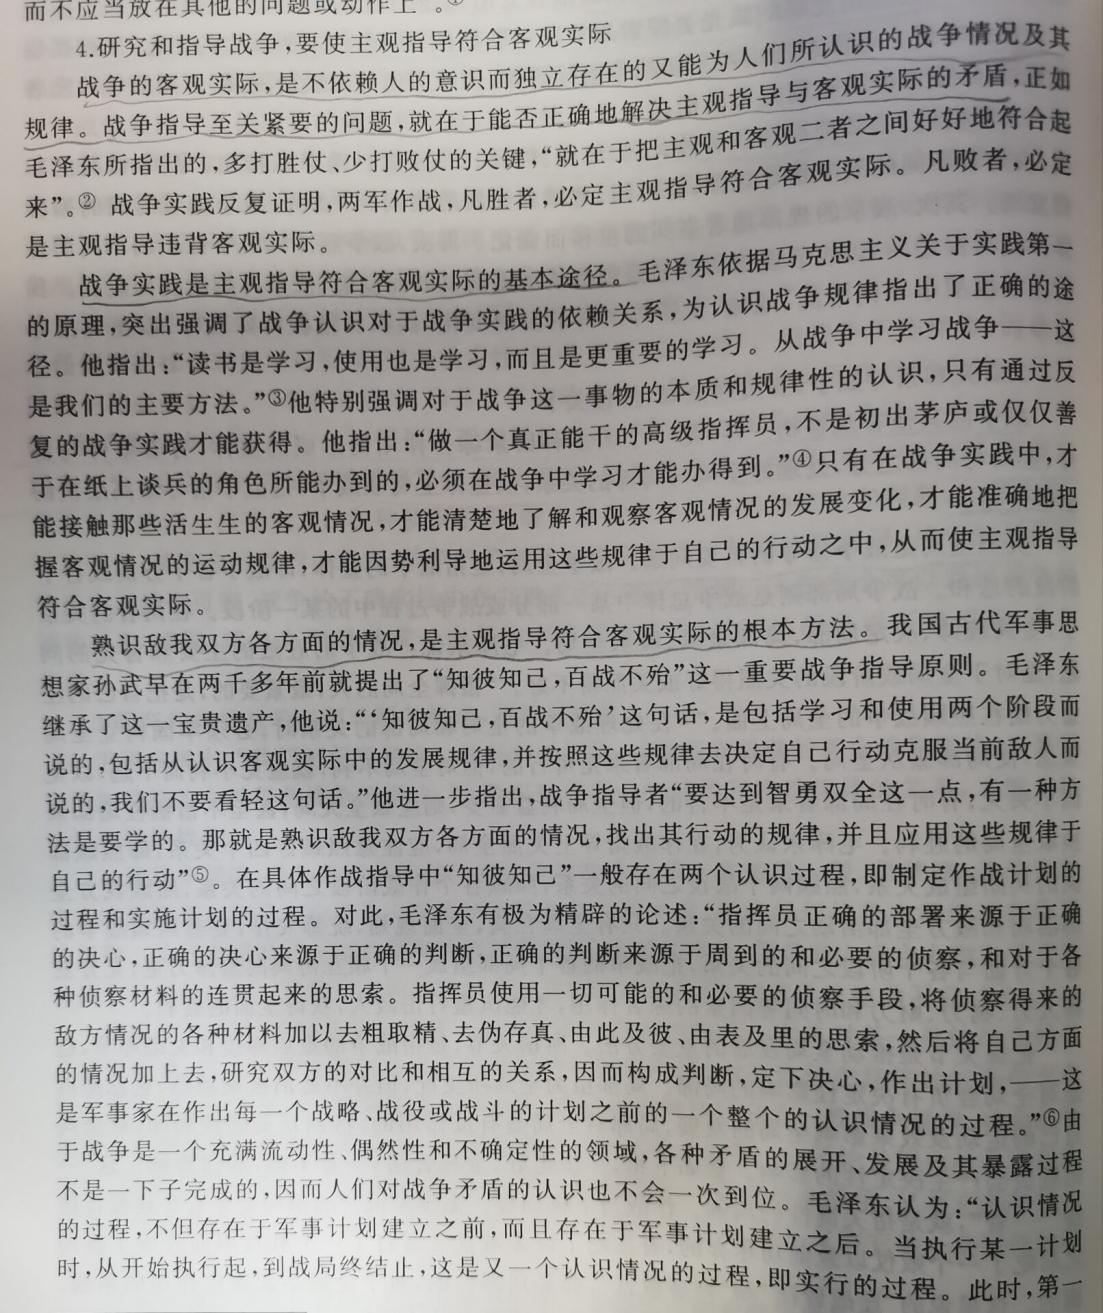 而不应当放在其他的问题或动作上”。①
4.研究和指导战争,要使主观指导符合客观实际
战争的客观实际,是不依赖人的意识而独立存在的又能为人们所认识的战争情况及其
规律。战争指导至关紧要的问题,就在于能否正确地解决主观指导与客观实际的矛盾,正如
毛泽东所指出的,多打胜仗、少打败仗的关键,“就在于把主观和客观二者之间好好地符合起
来”。② 战争实践反复证明,两军作战,凡胜者,必定主观指导符合客观实际。凡败者,必定
是主观指导违背客观实际。
战争实践是主观指导符合客观实际的基本途径。毛泽东依据马克思主义关于实践第一
的原理,突出强调了战争认识对于战争实践的依赖关系,为认识战争规律指出了正确的途
径。他指出:“读书是学习,使用也是学习,而且是更重要的学习。从战争中学习战争——这
是我们的主要方法。”③他特别强调对于战争这一事物的本质和规律性的认识,只有通过反
复的战争实践才能获得。他指出:“做一个真正能干的高级指挥员,不是初出茅庐或仅仅善
于在纸上谈兵的角色所能办到的,必须在战争中学习才能办得到。”④只有在战争实践中,才
能接触那些活生生的客观情况,才能清楚地了解和观察客观情况的发展变化,才能准确地把
握客观情况的运动规律,才能因势利导地运用这些规律于自己的行动之中,从而使主观指导
符合客观实际。
熟识敌我双方各方面的情况,是主观指导符合客观实际的根本方法。我国古代军事思
想家孙武早在两千多年前就提出了“知彼知己,百战不殆”这一重要战争指导原则。毛泽东
继承了这一宝贵遗产,他说:“‘知彼知己,百战不殆’这句话,是包括学习和使用两个阶段而
说的,包括从认识客观实际中的发展规律,并按照这些规律去决定自己行动克服当前敌人而
说的,我们不要看轻这句话。”他进一步指出,战争指导者“要达到智勇双全这一点,有一种方
法是要学的。那就是熟识敌我双方各方面的情况,找出其行动的规律,并且应用这些规律于
自己的行动”⑤。在具体作战指导中“知彼知己”一般存在两个认识过程,即制定作战计划的
过程和实施计划的过程。对此,毛泽东有极为精辟的论述:“指挥员正确的部署来源于正确
的决心,正确的决心来源于正确的判断,正确的判断来源于周到的和必要的侦察,和对于各
种侦察材料的连贯起来的思索。指挥员使用一切可能的和必要的侦察手段,将侦察得来的
敌方情况的各种材料加以去粗取精、去伪存真、由此及彼、由表及里的思索,然后将自己方面
的情况加上去,研究双方的对比和相互的关系,因而构成判断,定下决心,作出计划,——这
是军事家在作出每一个战略、战役或战斗的计划之前的一个整个的认识情况的过程。”⑥由
于战争是一个充满流动性、偶然性和不确定性的领域,各种矛盾的展开、发展及其暴露过程
不是一下子完成的,因而人们对战争矛盾的认识也不会一次到位。毛泽东认为:“认识情况
的过程,不但存在于军事计划建立之前,而且存在于军事计划建立之后。当执行某一计划
时,从开始执行起,到战局终结止,这是又一个认识情况的过程,即实行的过程。此时,第一